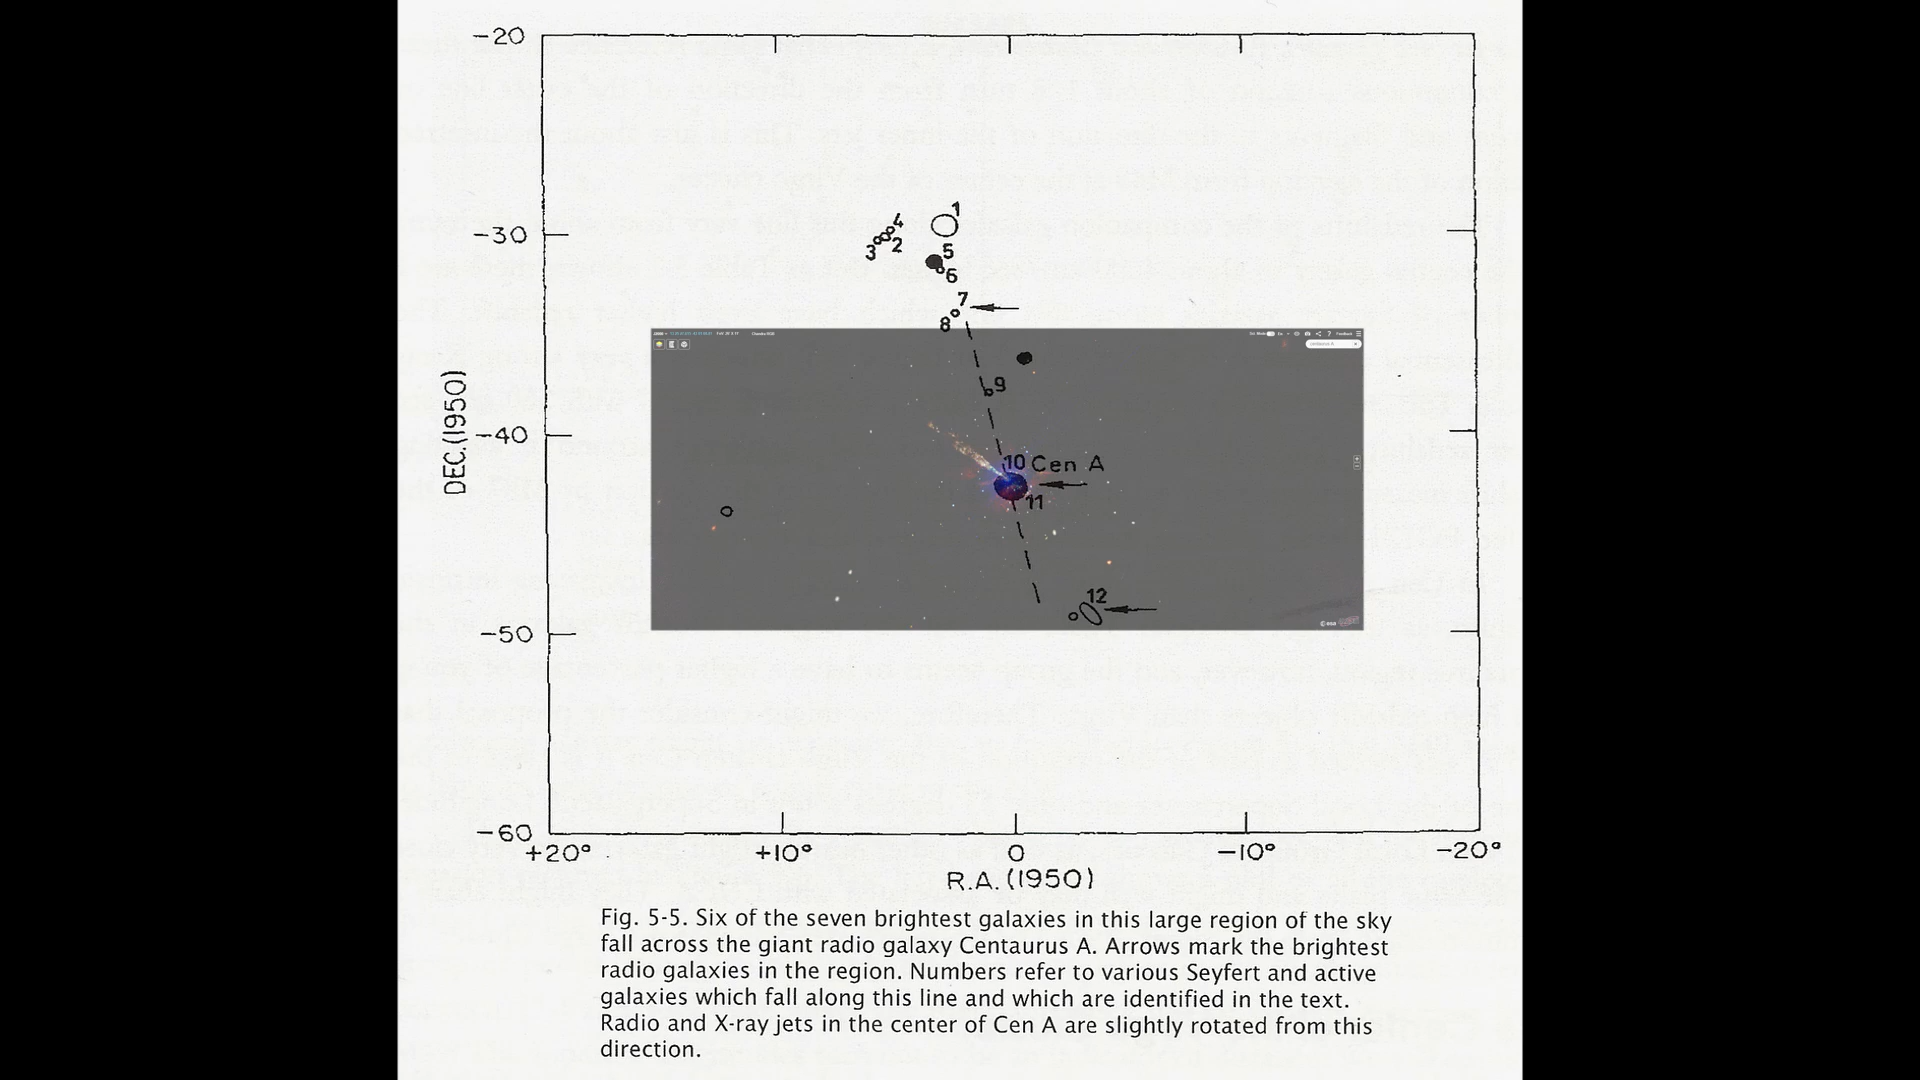 −20
1
4
−30
2
3
5
6
7
8
9
−40
DEC.(1950)
10 Cen A
11
12
−50
−60
+20°
+10°
0
−10°
−20°
R.A.(1950)
Fig. 5-5. Six of the seven brightest galaxies in this large region of the sky
fall across the giant radio galaxy Centaurus A. Arrows mark the brightest
radio galaxies in the region. Numbers refer to various Seyfert and active
galaxies which fall along this line and which are identified in the text.
Radio and X-ray jets in the center of Cen A are slightly rotated from this
direction.